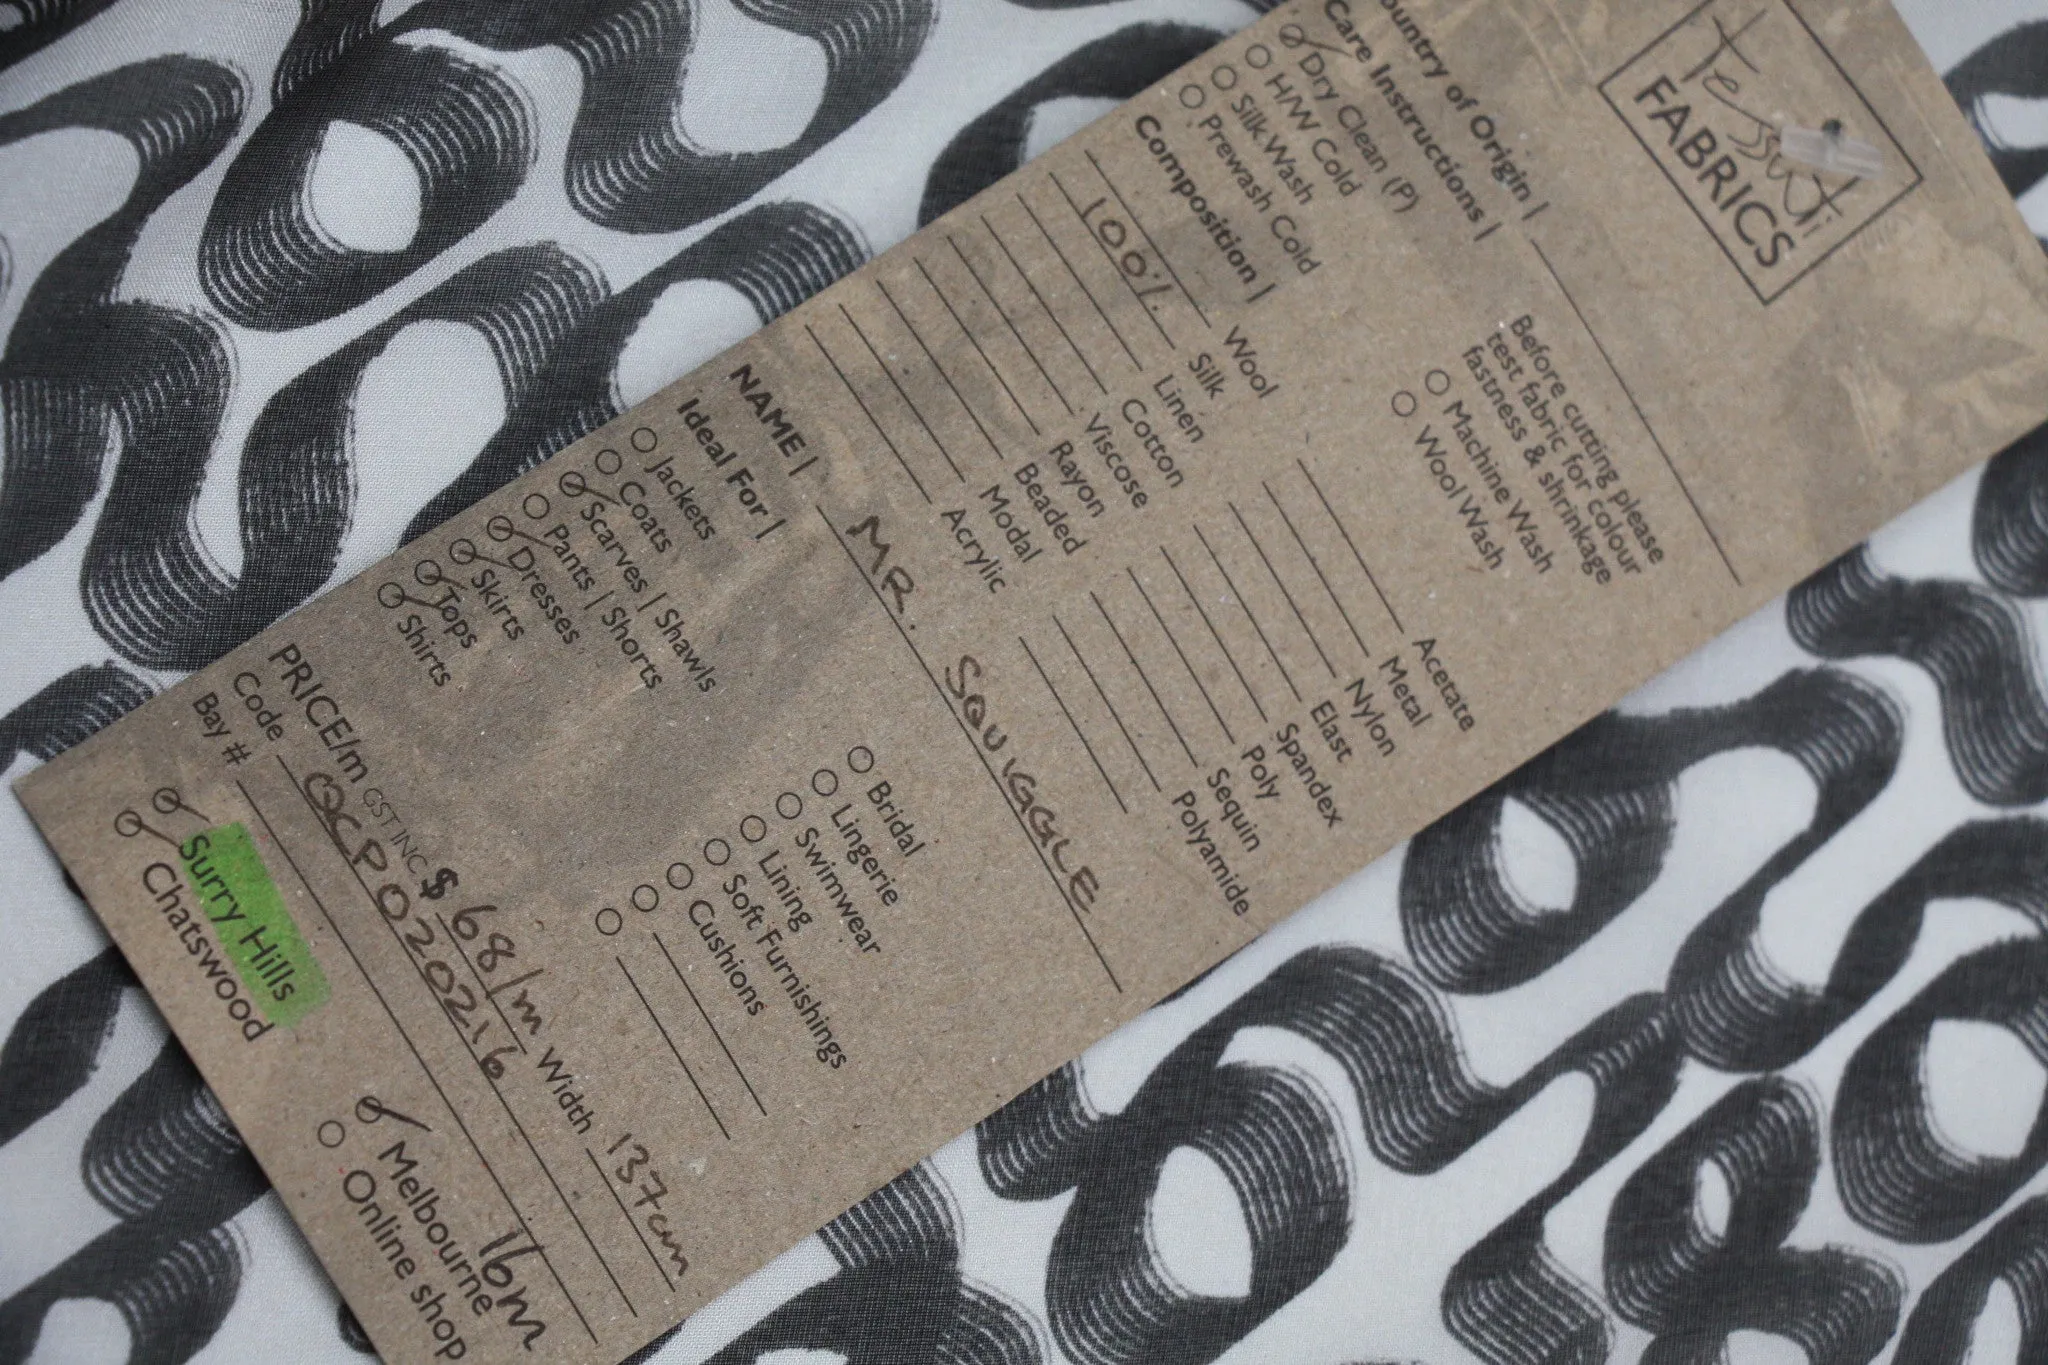 Tessuti
FABRICS
ountry of Origin |
Care Instructions |
Before cutting please
test fabric for colour
fastness & shrinkage
Dry Clean (P)
H/W Cold
Silk Wash
Prewash Cold
Machine Wash
Wool Wash
Composition |
Wool
100% Silk
Linen
Cotton
Viscose
Rayon
Beaded
Modal
Acrylic
Acetate
Metal
Nylon
Elast
Spandex
Poly
Sequin
Polyamide
NAME | MR. SQUIGGLE
Ideal For |
Jackets
Coats
Scarves | Shawls
Pants | Shorts
Dresses
Skirts
Tops
Shirts
Bridal
Lingerie
Swimwear
Lining
Soft Furnishings
Cushions
PRICE/m GST INC $68/m Width 137cm
Code QCP020216
Bay #
16m
Surry Hills
Chatswood
Melbourne
Online shop